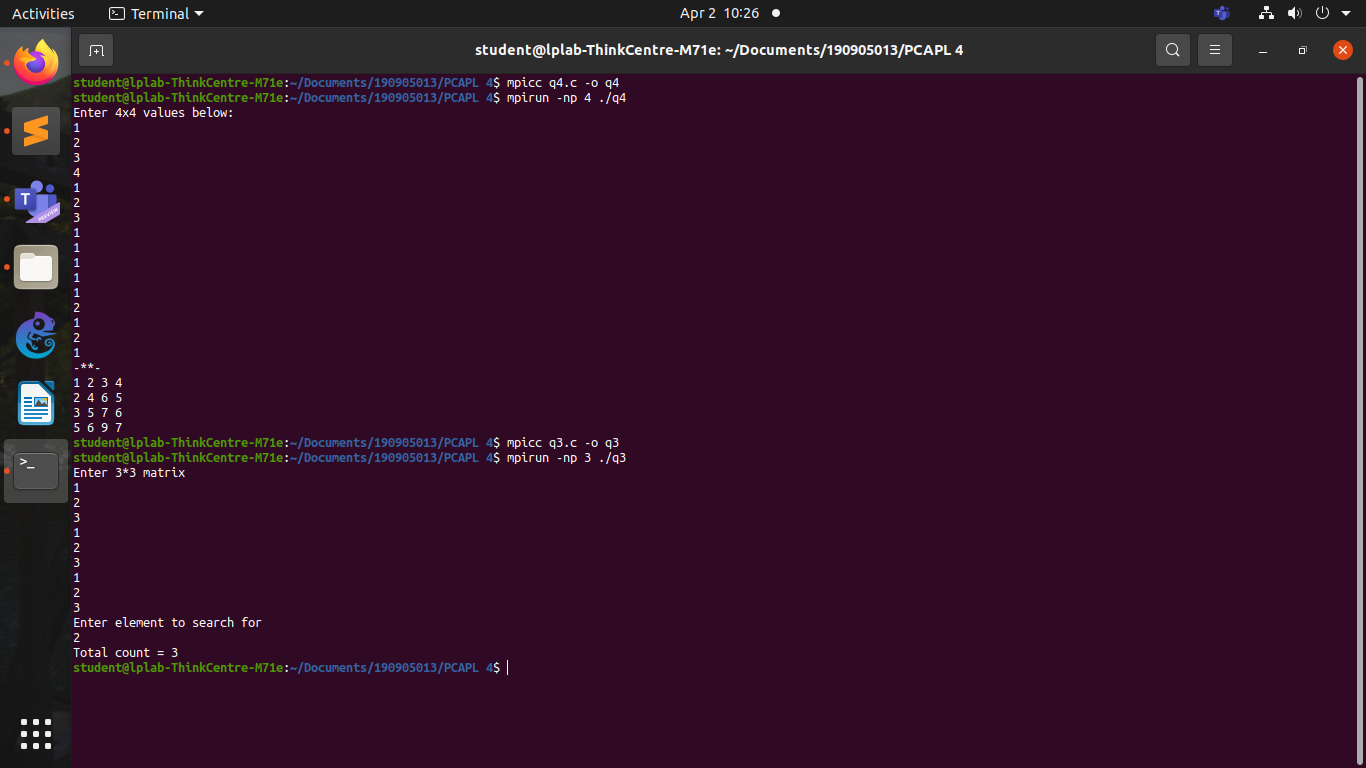 Activities
Terminal
Apr 2 10:26
student@lplab-ThinkCentre-M71e: ~/Documents/190905013/PCAPL 4
student@lplab-ThinkCentre-M71e:~/Documents/190905013/PCAPL 4$ mpicc q4.c -o q4
student@lplab-ThinkCentre-M71e:~/Documents/190905013/PCAPL 4$ mpirun -np 4 ./q4
Enter 4x4 values below:
1
2
3
4
1
2
3
1
1
1
1
1
2
1
2
1
-**-
1 2 3 4
2 4 6 5
3 5 7 6
5 6 9 7
student@lplab-ThinkCentre-M71e:~/Documents/190905013/PCAPL 4$ mpicc q3.c -o q3
student@lplab-ThinkCentre-M71e:~/Documents/190905013/PCAPL 4$ mpirun -np 3 ./q3
Enter 3*3 matrix
1
2
3
1
2
3
1
2
3
Enter element to search for
2
Total count = 3
student@lplab-ThinkCentre-M71e:~/Documents/190905013/PCAPL 4$
T
PREVIEW
>_